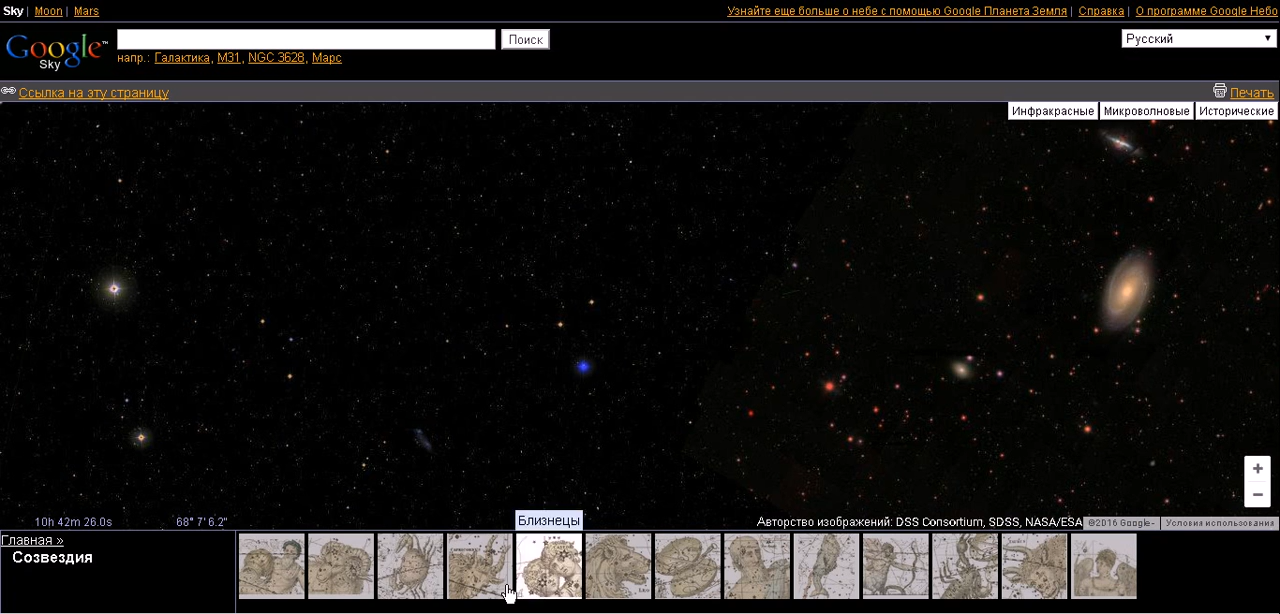 Sky | Moon | Mars
Узнайте еще больше о небе с помощью Google Планета Земля | Справка | О программе Google Небо
Google™
Sky
Поиск
Русский
напр.: Галактика, M31, NGC 3628, Марс
Ссылка на эту страницу
Печать
Инфракрасные
Микроволновые
Исторические
+
−
10h 42m 26.0s
68° 7' 6.2"
Близнецы
Авторство изображений: DSS Consortium, SDSS, NASA/ESA
©2016 Google -
Условия использования
Главная »
Созвездия